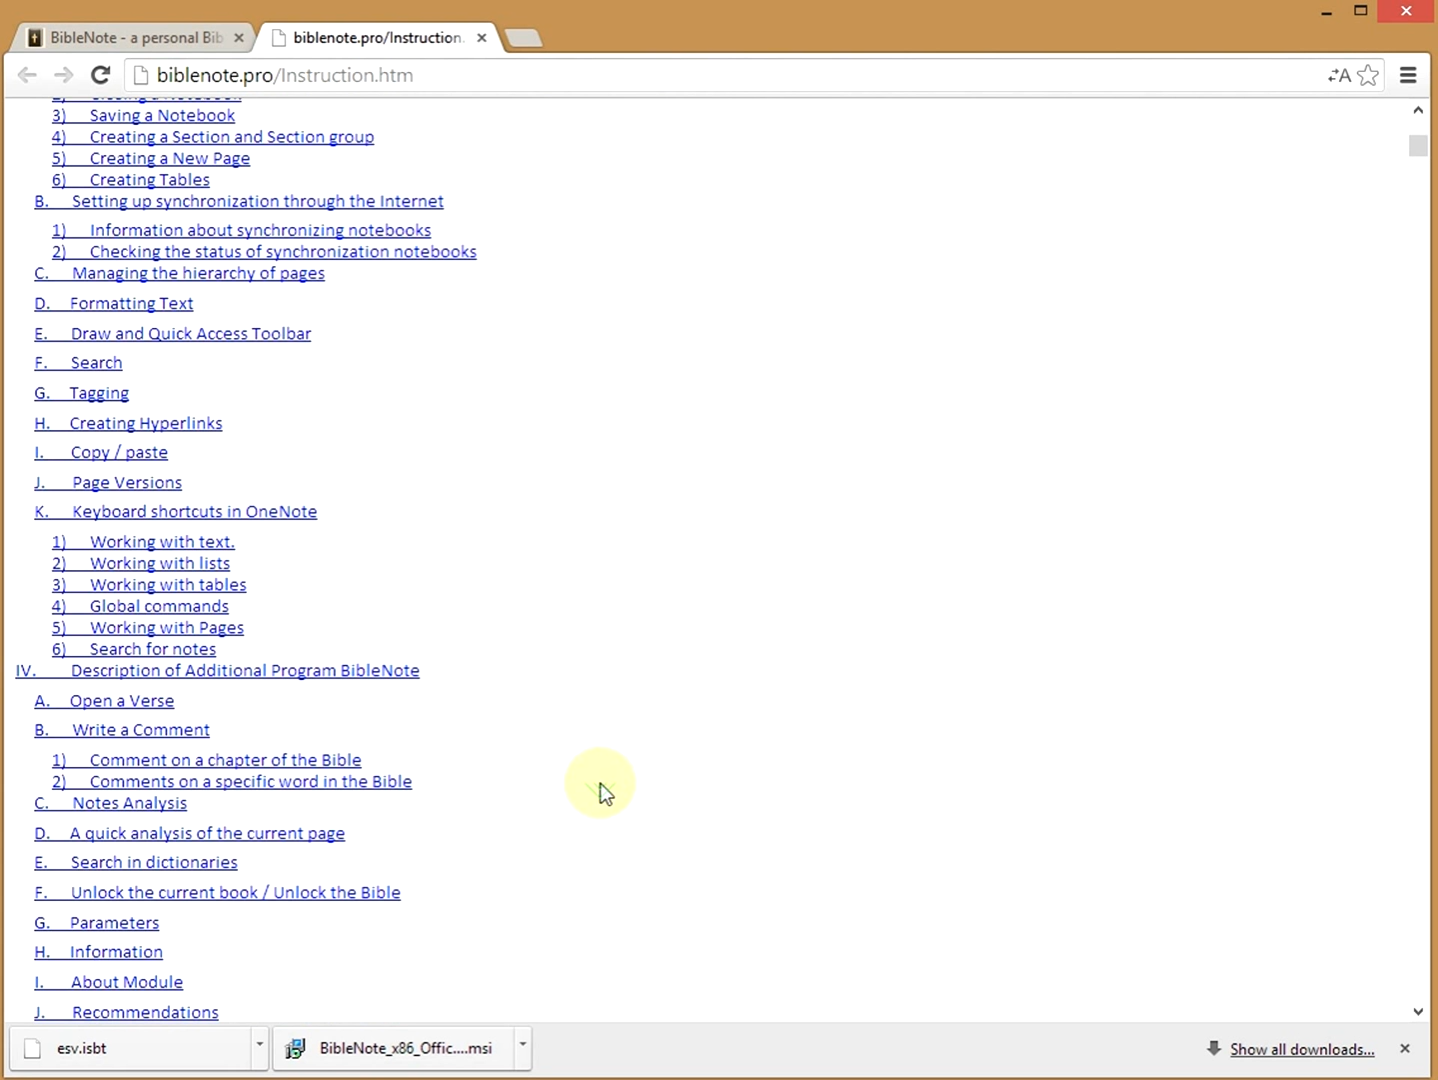 BibleNote - a personal Bib
biblenote.pro/Instruction.
biblenote.pro/Instruction.htm
2) Closing a Notebook
3) Saving a Notebook
4) Creating a Section and Section group
5) Creating a New Page
6) Creating Tables
B. Setting up synchronization through the Internet
1) Information about synchronizing notebooks
2) Checking the status of synchronization notebooks
C. Managing the hierarchy of pages
D. Formatting Text
E. Draw and Quick Access Toolbar
F. Search
G. Tagging
H. Creating Hyperlinks
I. Copy / paste
J. Page Versions
K. Keyboard shortcuts in OneNote
1) Working with text.
2) Working with lists
3) Working with tables
4) Global commands
5) Working with Pages
6) Search for notes
IV. Description of Additional Program BibleNote
A. Open a Verse
B. Write a Comment
1) Comment on a chapter of the Bible
2) Comments on a specific word in the Bible
C. Notes Analysis
D. A quick analysis of the current page
E. Search in dictionaries
F. Unlock the current book / Unlock the Bible
G. Parameters
H. Information
I. About Module
J. Recommendations
esv.isbt
BibleNote_x86_Offic....msi
Show all downloads...